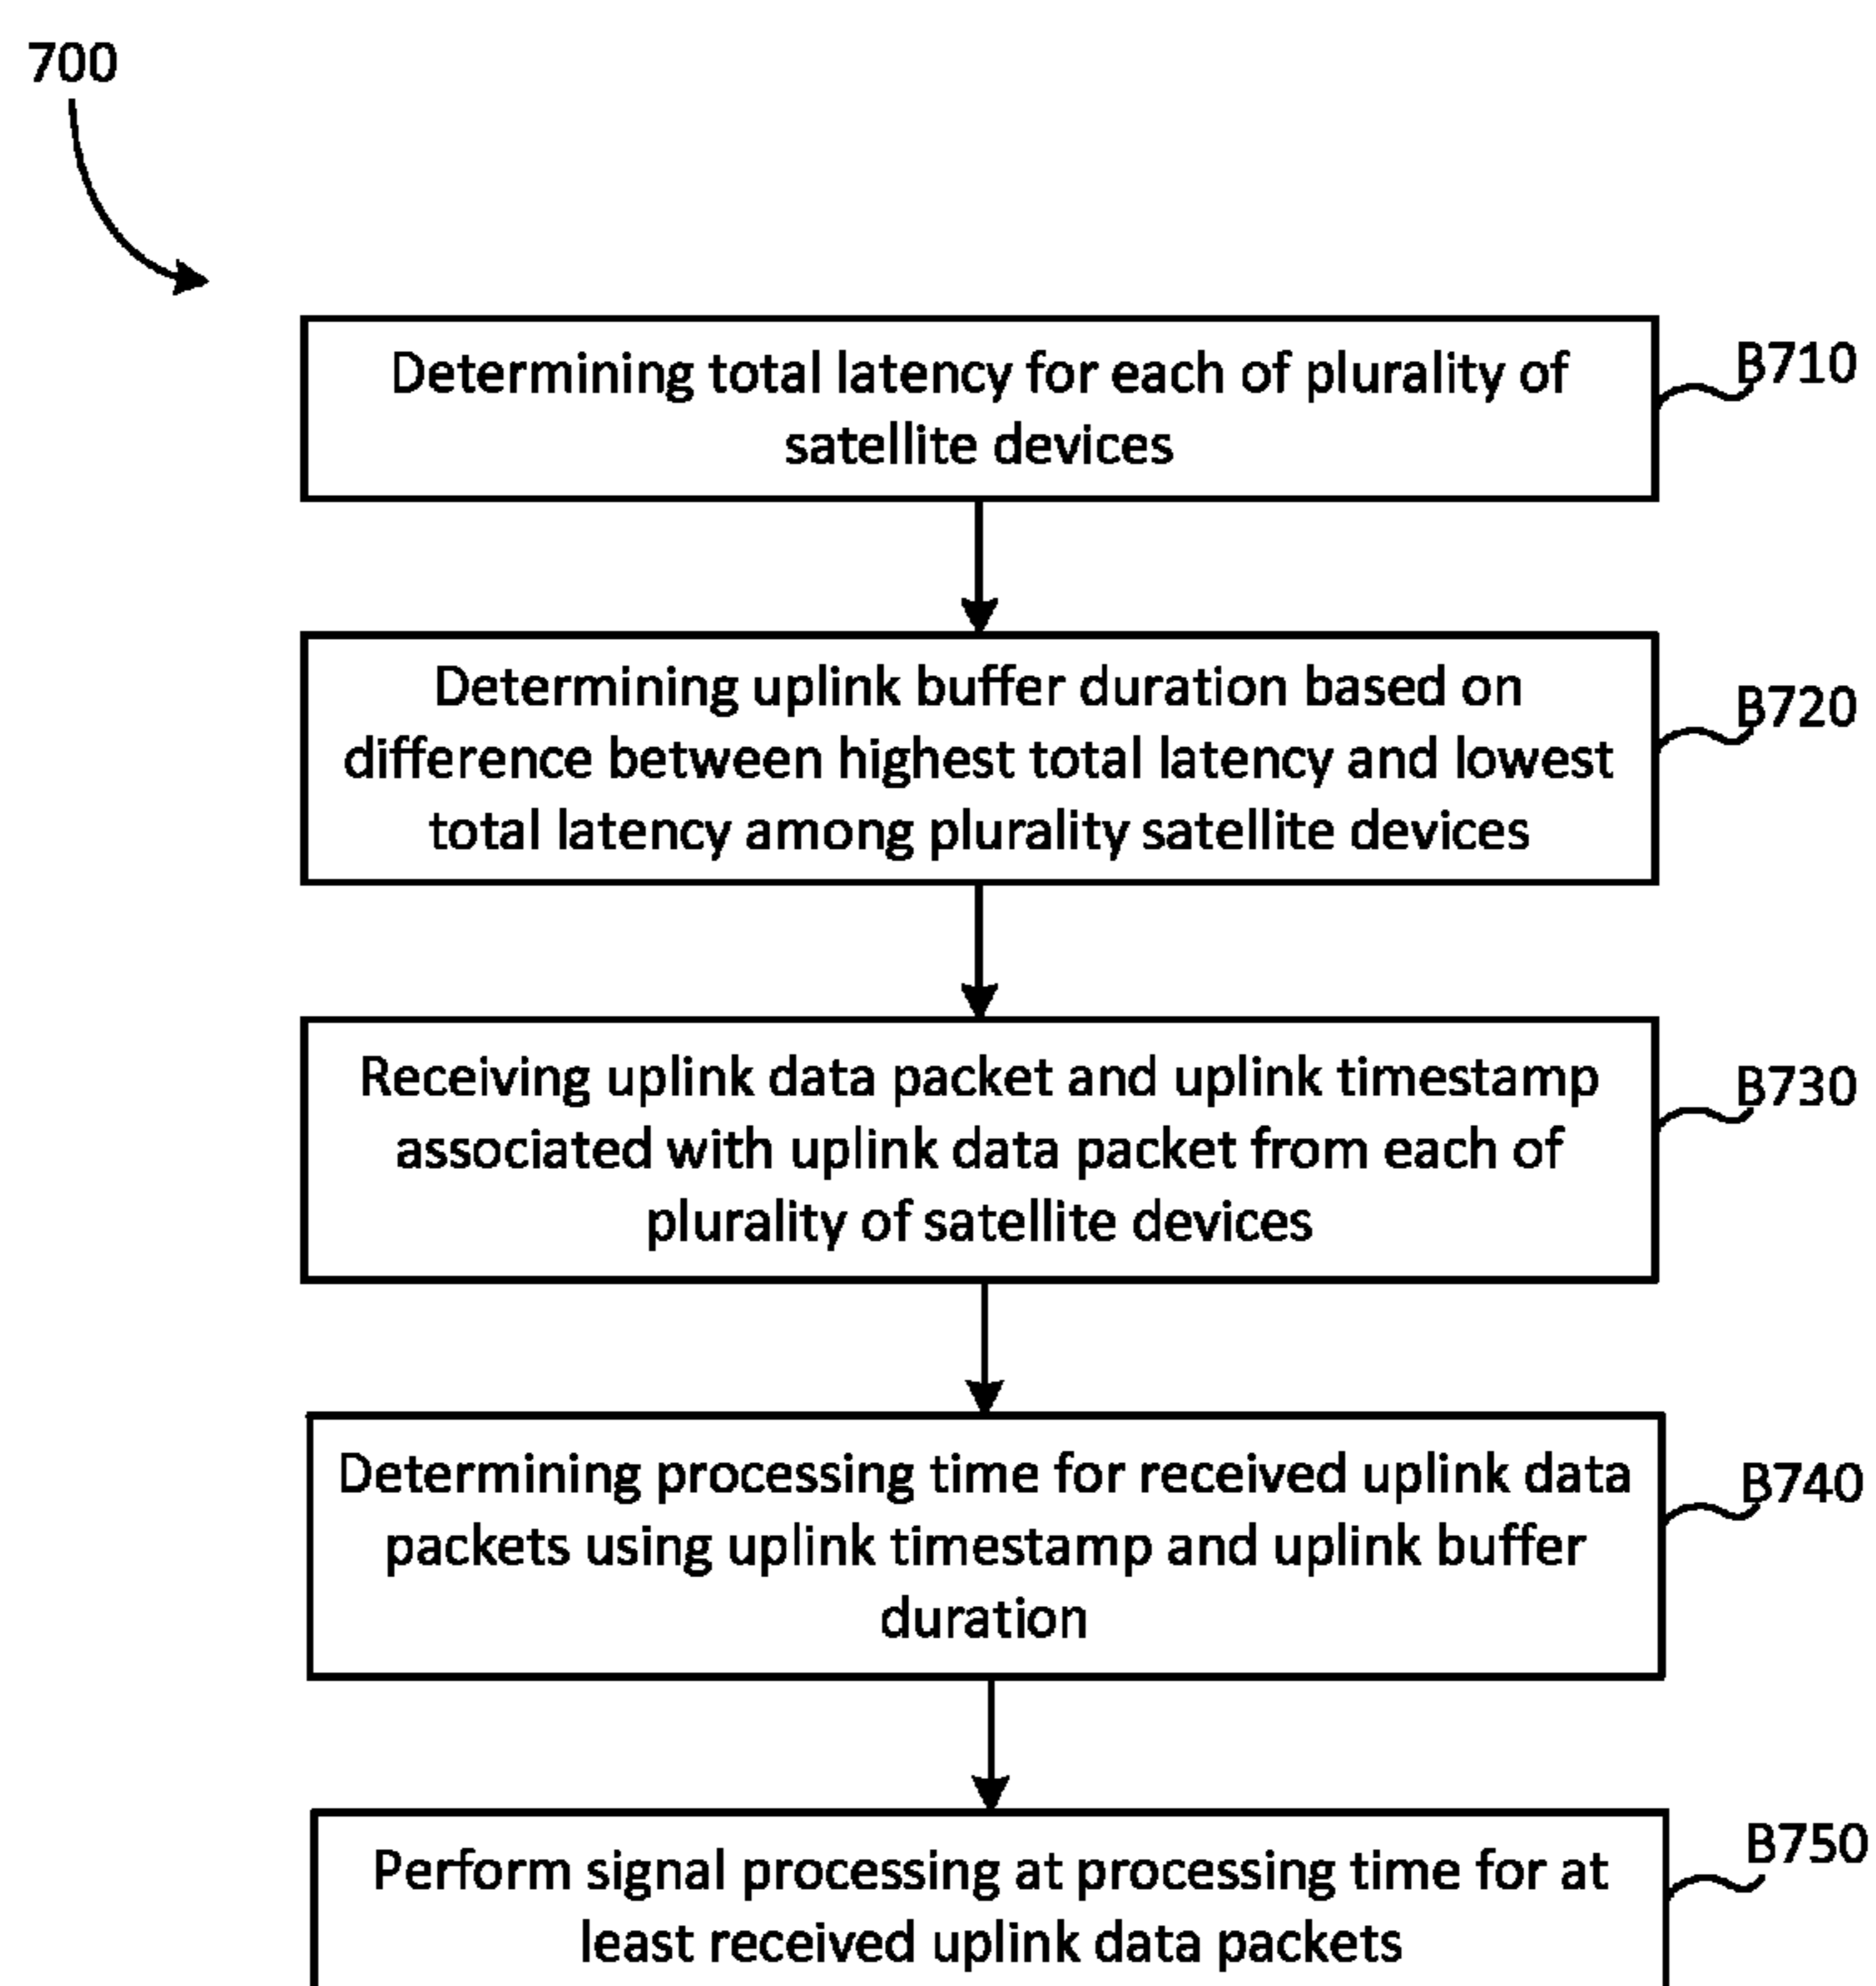 700
Determining total latency for each of plurality of
satellite devices
B710
Determining uplink buffer duration based on
difference between highest total latency and lowest
total latency among plurality satellite devices
B720
Receiving uplink data packet and uplink timestamp
associated with uplink data packet from each of
plurality of satellite devices
B730
Determining processing time for received uplink data
packets using uplink timestamp and uplink buffer
duration
B740
Perform signal processing at processing time for at
least received uplink data packets
B750